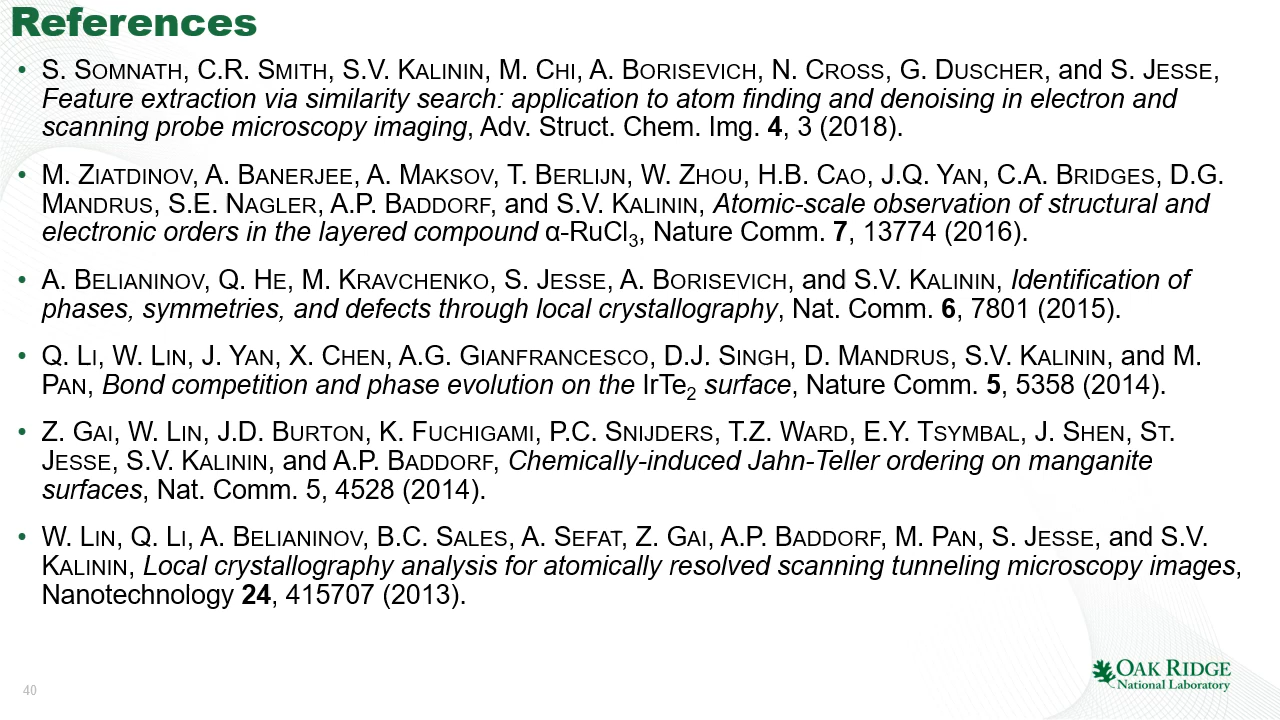 References
• S. SOMNATH, C.R. SMITH, S.V. KALININ, M. CHI, A. BORISEVICH, N. CROSS, G. DUSCHER, and S. JESSE,
Feature extraction via similarity search: application to atom finding and denoising in electron and
scanning probe microscopy imaging, Adv. Struct. Chem. Img. 4, 3 (2018).
• M. ZIATDINOV, A. BANERJEE, A. MAKSOV, T. BERLIJN, W. ZHOU, H.B. CAO, J.Q. YAN, C.A. BRIDGES, D.G.
MANDRUS, S.E. NAGLER, A.P. BADDORF, and S.V. KALININ, Atomic-scale observation of structural and
electronic orders in the layered compound α-RuCl₃, Nature Comm. 7, 13774 (2016).
• A. BELIANINOV, Q. HE, M. KRAVCHENKO, S. JESSE, A. BORISEVICH, and S.V. KALININ, Identification of
phases, symmetries, and defects through local crystallography, Nat. Comm. 6, 7801 (2015).
• Q. LI, W. LIN, J. YAN, X. CHEN, A.G. GIANFRANCESCO, D.J. SINGH, D. MANDRUS, S.V. KALININ, and M.
PAN, Bond competition and phase evolution on the IrTe₂ surface, Nature Comm. 5, 5358 (2014).
• Z. GAI, W. LIN, J.D. BURTON, K. FUCHIGAMI, P.C. SNIJDERS, T.Z. WARD, E.Y. TSYMBAL, J. SHEN, ST.
JESSE, S.V. KALININ, and A.P. BADDORF, Chemically-induced Jahn-Teller ordering on manganite
surfaces, Nat. Comm. 5, 4528 (2014).
• W. LIN, Q. LI, A. BELIANINOV, B.C. SALES, A. SEFAT, Z. GAI, A.P. BADDORF, M. PAN, S. JESSE, and S.V.
KALININ, Local crystallography analysis for atomically resolved scanning tunneling microscopy images,
Nanotechnology 24, 415707 (2013).
40
OAK RIDGE
National Laboratory